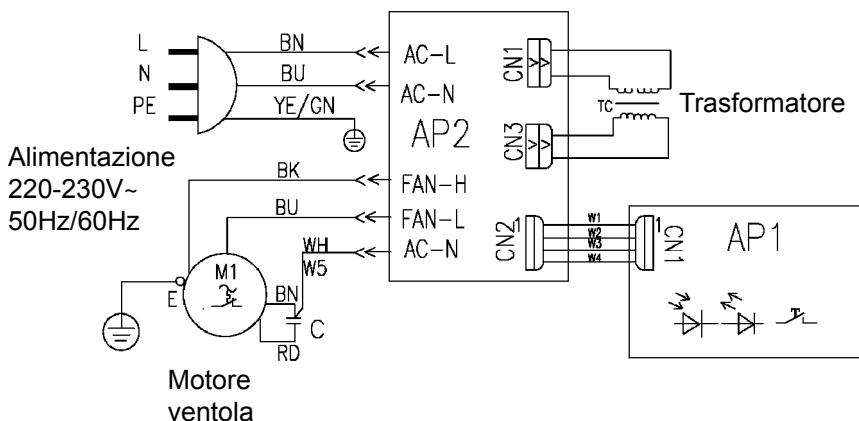 L
BN
AC-L
N
BU
AC-N
PE
YE/GN
AP2
CN1
CN3
TC
Trasformatore
Alimentazione
220-230V~
50Hz/60Hz
BK
FAN-H
BU
FAN-L
WH
W5
AC-N
CN2
1
W1
W2
W3
W4
1
CN1
AP1
T
E
M1
BN
C
RD
Motore
ventola